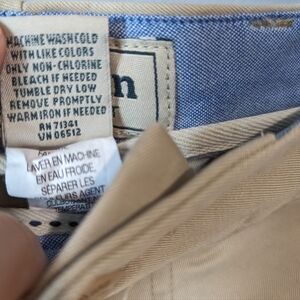 MACHINE WASH COLD
WITH LIKE COLORS
ONLY NON-CHLORINE
BLEACH IF NEEDED
TUMBLE DRY LOW
REMOVE PROMPTLY
WARM IRON IF NEEDED
RN 71341
VN 06512
n
LAVER EN MACHINE
EN EAU FROIDE,
SÉPARER LES